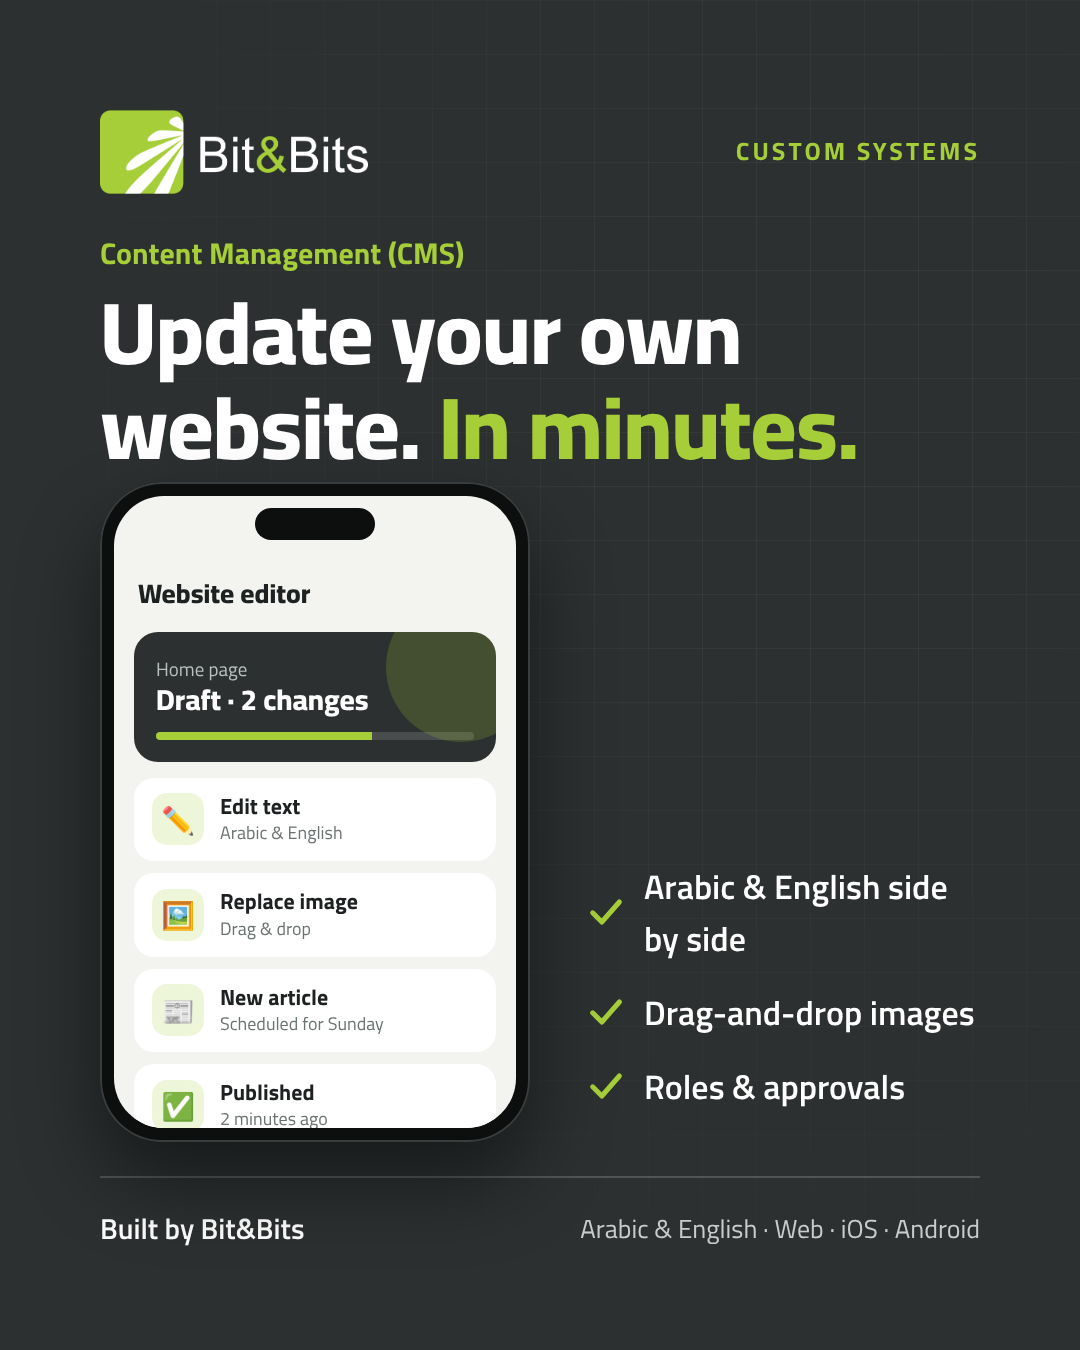 Bit&Bits
CUSTOM SYSTEMS
Content Management (CMS)
Update your own
website. In minutes.
Website editor
Home page
Draft · 2 changes
Edit text
Arabic & English
Replace image
Drag & drop
New article
Scheduled for Sunday
Published
2 minutes ago
Arabic & English side
by side
Drag-and-drop images
Roles & approvals
Built by Bit&Bits
Arabic & English · Web · iOS · Android